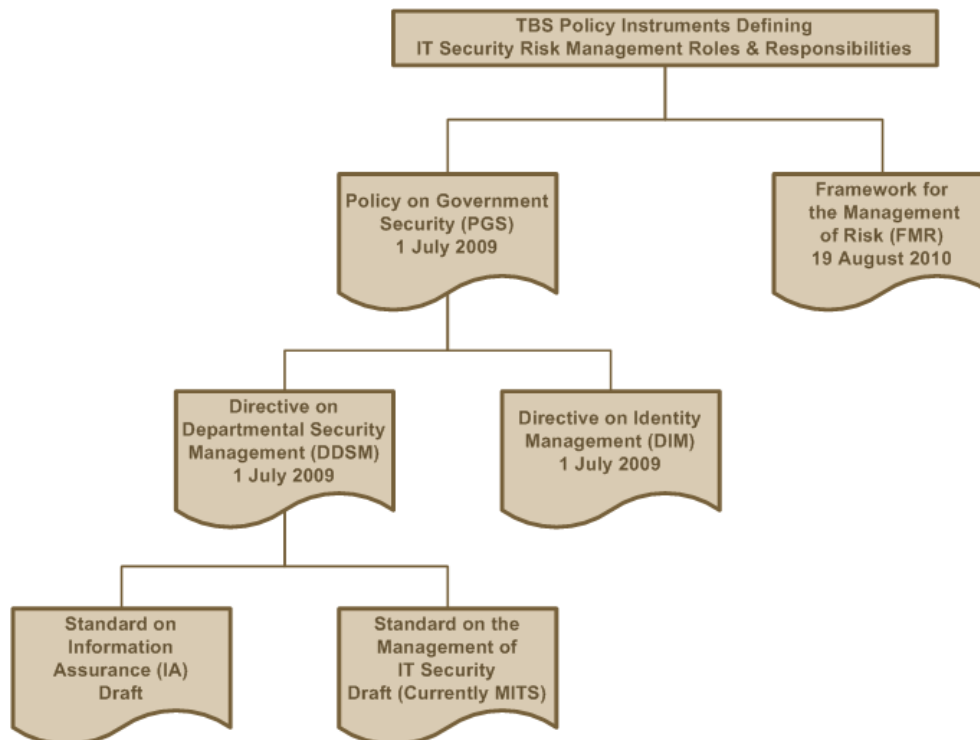 TBS Policy Instruments Defining
IT Security Risk Management Roles & Responsibilities
Policy on Government
Security (PGS)
1 July 2009
Framework for
the Management
of Risk (FMR)
19 August 2010
Directive on
Departmental Security
Management (DDSM)
1 July 2009
Directive on Identity
Management (DIM)
1 July 2009
Standard on
Information
Assurance (IA)
Draft
Standard on the
Management of
IT Security
Draft (Currently MITS)